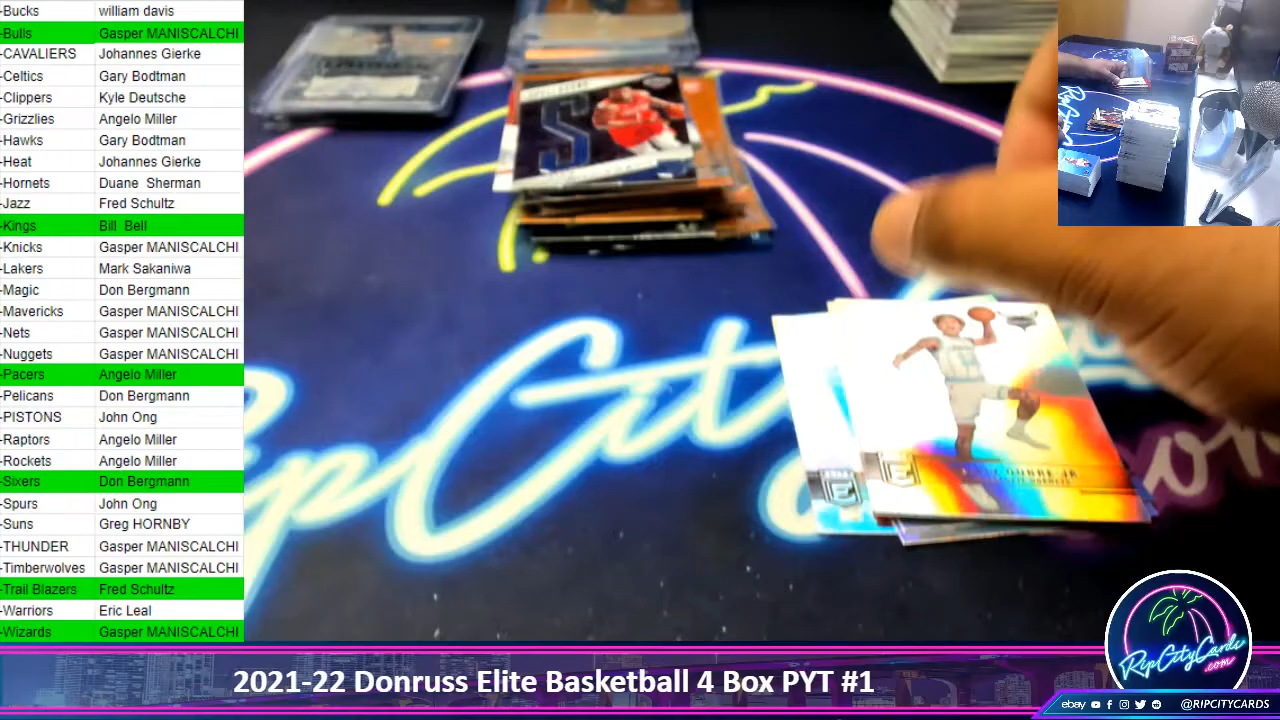 -Bucks william davis
-Bulls Gasper MANISCALCHI
-CAVALIERS Johannes Gierke
-Celtics Gary Bodtman
-Clippers Kyle Deutsche
-Grizzlies Angelo Miller
-Hawks Gary Bodtman
-Heat Johannes Gierke
-Hornets Duane Sherman
-Jazz Fred Schultz
-Kings Bill Bell
-Knicks Gasper MANISCALCHI
-Lakers Mark Sakaniwa
-Magic Don Bergmann
-Mavericks Gasper MANISCALCHI
-Nets Gasper MANISCALCHI
-Nuggets Gasper MANISCALCHI
-Pacers Angelo Miller
-Pelicans Don Bergmann
-PISTONS John Ong
-Raptors Angelo Miller
-Rockets Angelo Miller
-Sixers Don Bergmann
-Spurs John Ong
-Suns Greg HORNBY
-THUNDER Gasper MANISCALCHI
-Timberwolves Gasper MANISCALCHI
-Trail Blazers Fred Schultz
-Warriors Eric Leal
-Wizards Gasper MANISCALCHI
RipCity
E
E
OUBRE JR
RipCityCards
.com
2021-22 Donruss Elite Basketball 4 Box PYT #1
ebay @RIPCITYCARDS